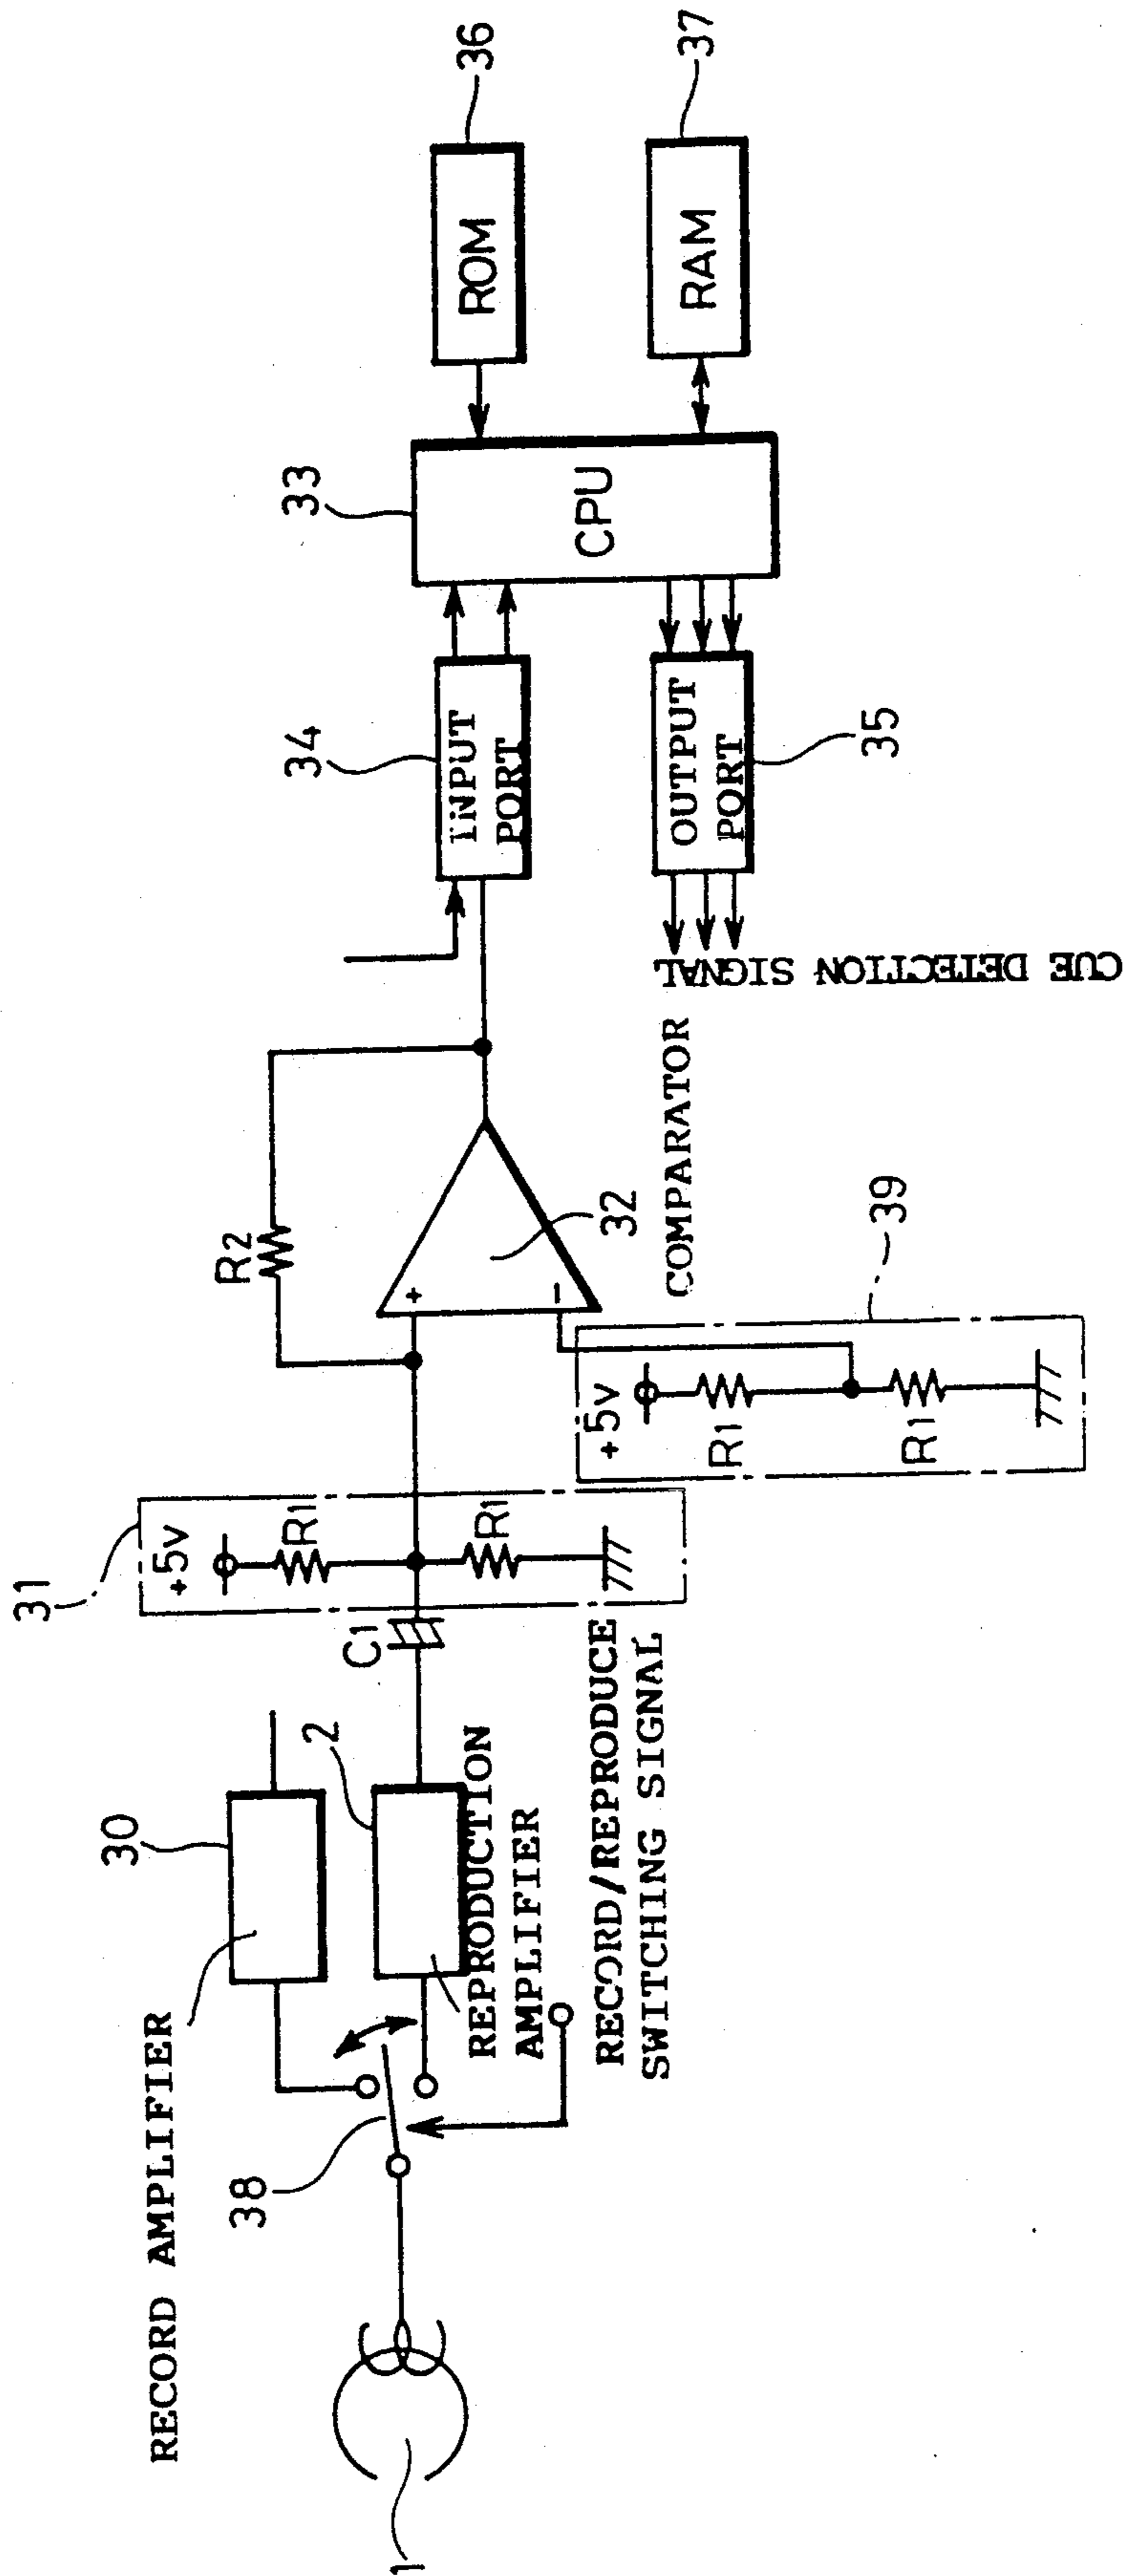 RECORD AMPLIFIER
30
2
REPRODUCTION
AMPLIFIER
38
1
RECORD/REPRODUCE
SWITCHING SIGNAL
31
C1
+5v
R1
R1
R2
+
−
32
COMPARATOR
39
+5v
R1
R1
34
INPUT
PORT
33
CPU
36
ROM
37
RAM
OUTPUT
PORT
35
CUE DETECTION SIGNAL